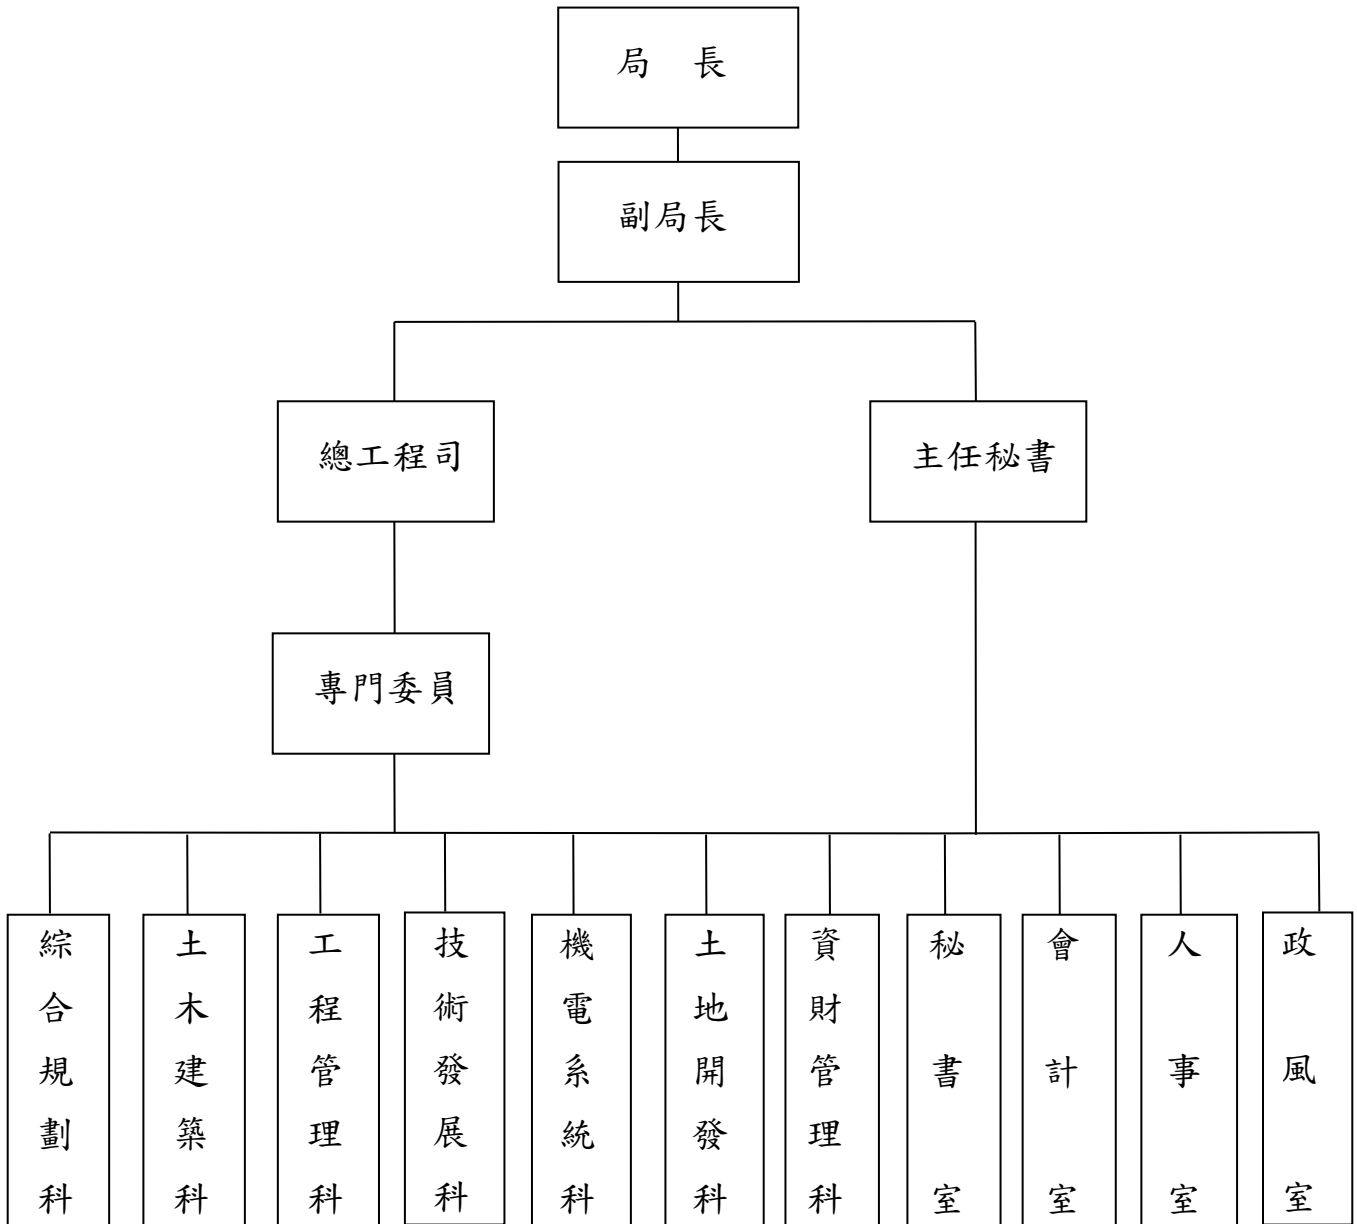 局　長
副局長
總工程司
主任秘書
專門委員
綜合規劃科
土木建築科
工程管理科
技術發展科
機電系統科
土地開發科
資財管理科
秘書室
會計室
人事室
政風室